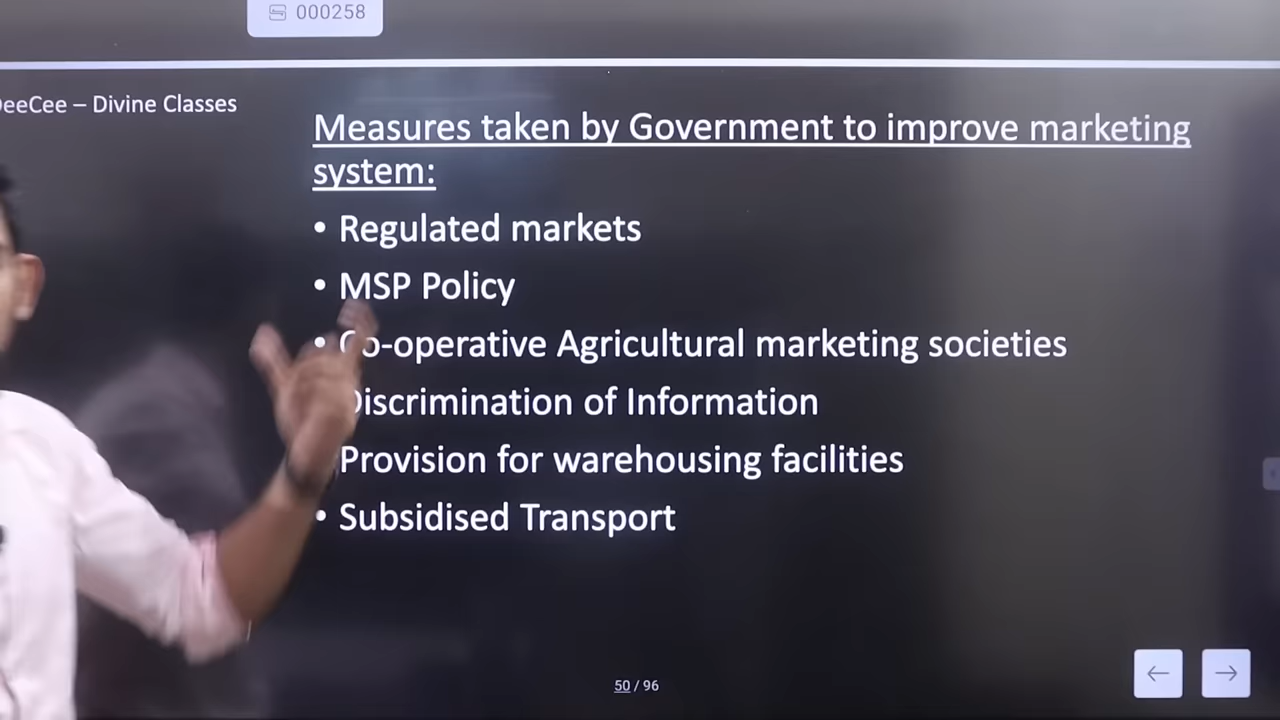 000258
eeCee – Divine Classes
Measures taken by Government to improve marketing
system:
• Regulated markets
• MSP Policy
• Co-operative Agricultural marketing societies
Discrimination of Information
Provision for warehousing facilities
• Subsidised Transport
50 / 96